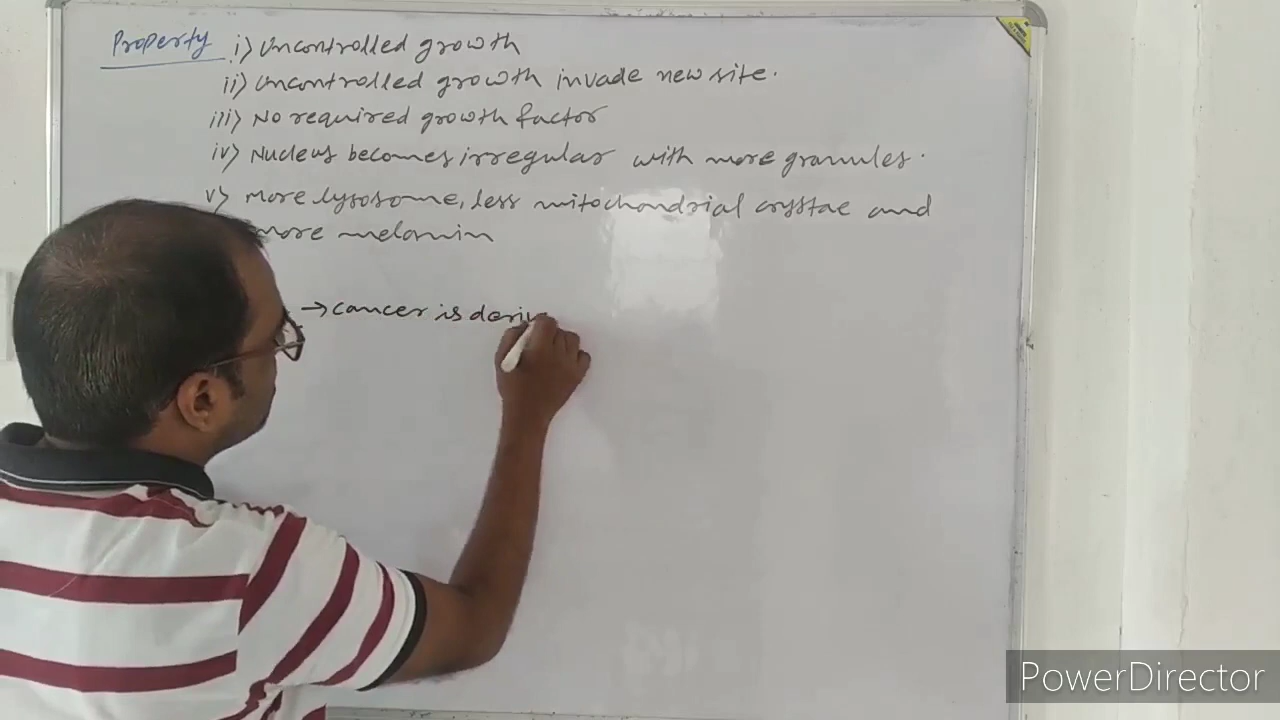 Property i) Uncontrolled growth
ii) Uncontrolled growth invade new site.
iii) No required growth factor
iv) Nucleus becomes irregular with more granules.
v) More lysosome, less mitochondrial crystae and
more melanin
→ cancer is deriv
PowerDirector